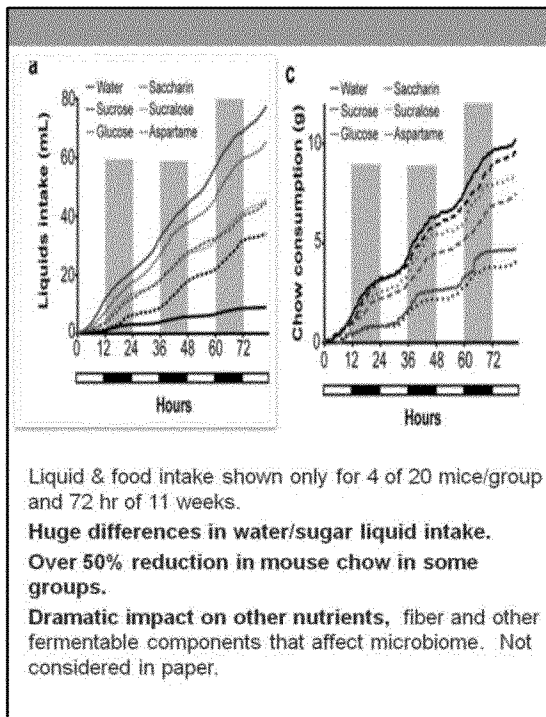 a
Water Saccharin
Sucrose Sucralose
Glucose Aspartame
Liquids intake (mL)
80
60
40
20
0
0 12 24 36 48 60 72
Hours
c
Water Saccharin
Sucrose Sucralose
Glucose Aspartame
Chow consumption (g)
10
5
0
0 12 24 36 48 60 72
Hours
Liquid & food intake shown only for 4 of 20 mice/group
and 72 hr of 11 weeks.
Huge differences in water/sugar liquid intake.
Over 50% reduction in mouse chow in some
groups.
Dramatic impact on other nutrients, fiber and other
fermentable components that affect microbiome. Not
considered in paper.